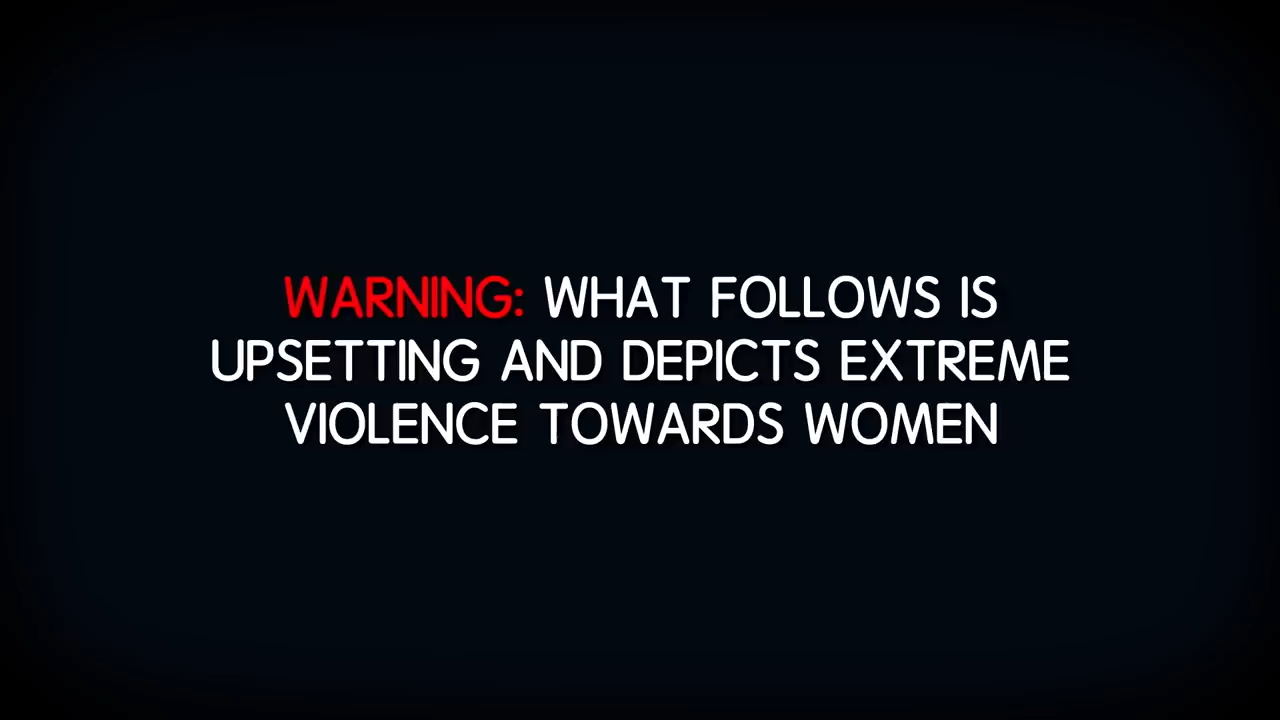 WARNING: WHAT FOLLOWS IS
UPSETTING AND DEPICTS EXTREME
VIOLENCE TOWARDS WOMEN